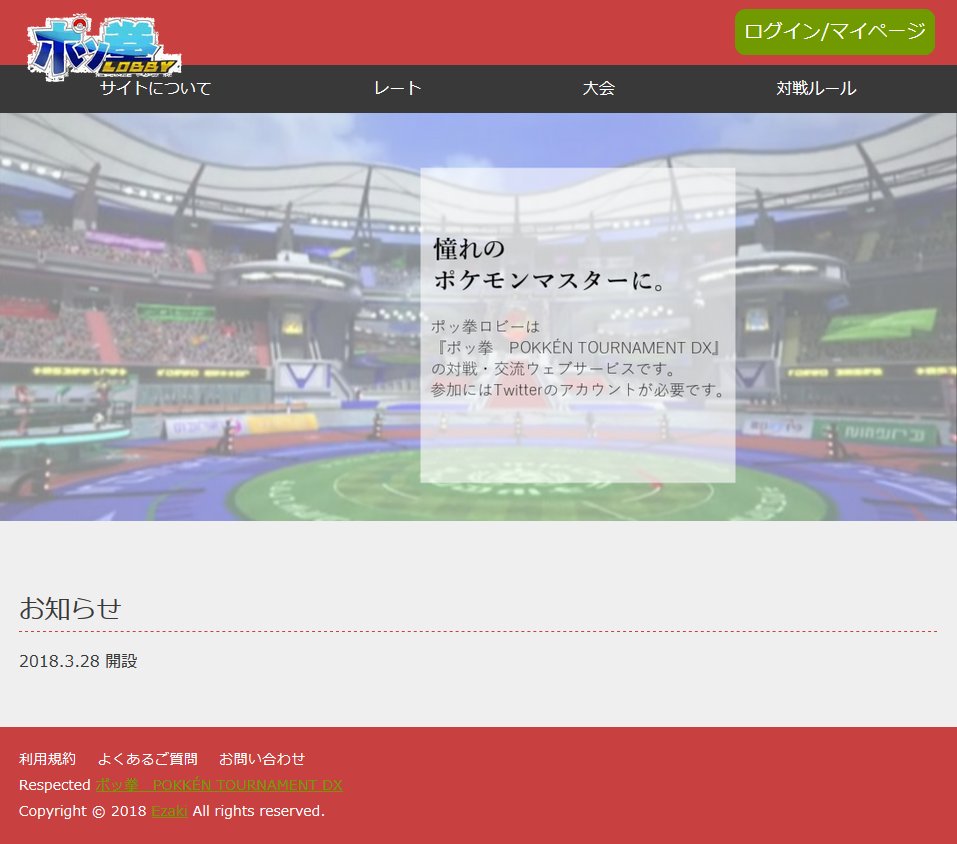 ポッ拳
LOBBY
ログイン/マイページ
サイトについて
レート
大会
対戦ルール
憧れの
ポケモンマスターに。
ポッ拳ロビーは
『ポッ拳　POKKÉN TOURNAMENT DX』
の対戦・交流ウェブサービスです。
参加にはTwitterのアカウントが必要です。
お知らせ
2018.3.28 開設
利用規約　よくあるご質問　お問い合わせ
Respected ポッ拳　POKKÉN TOURNAMENT DX
Copyright © 2018 Ezaki All rights reserved.